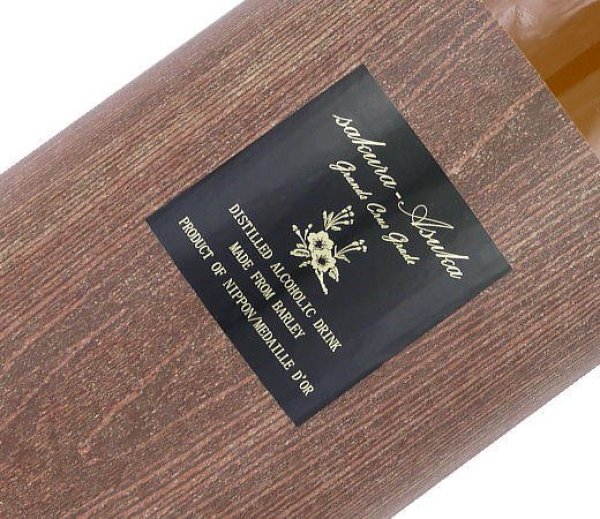 sakura-Asuka
Grands Crus Grade
DISTILLED ALCOHOLIC DRINK
MADE FROM BARLEY
PRODUCT OF NIPPON/MEDAILLE D'OR